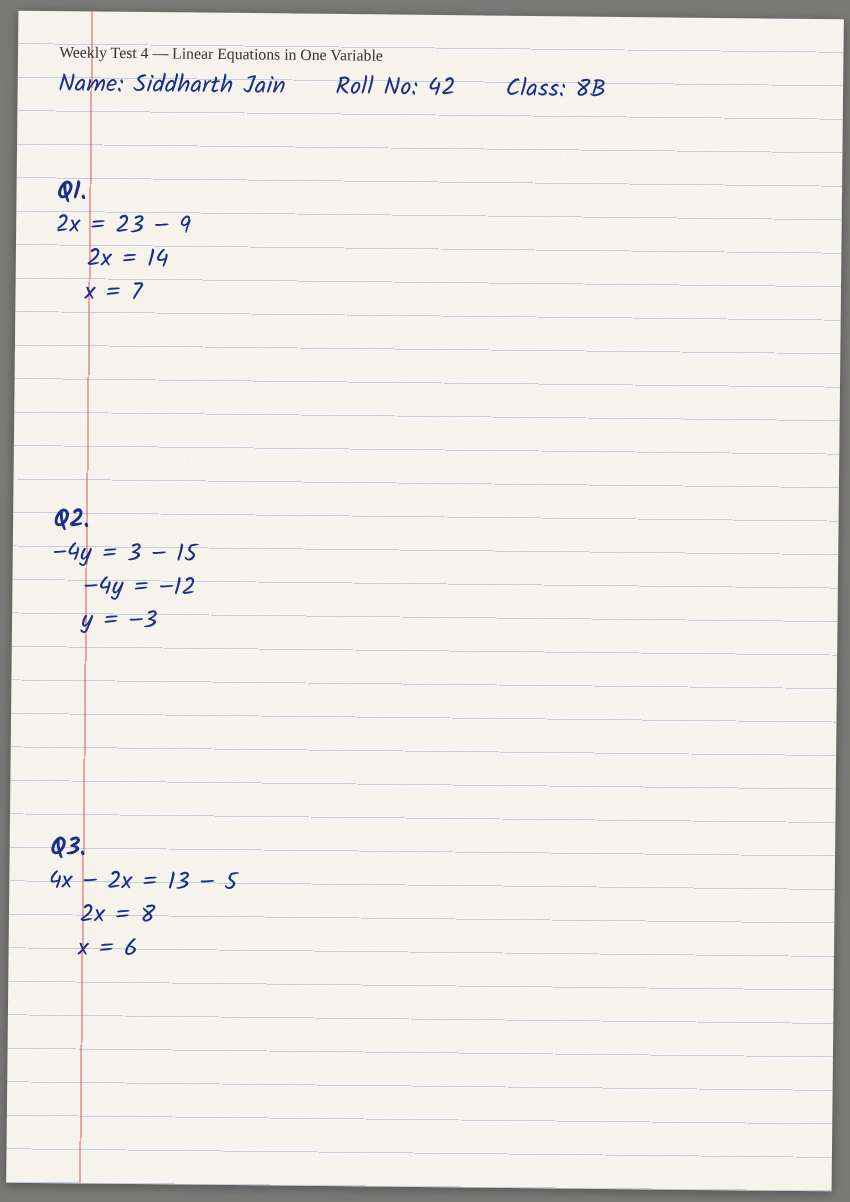 Weekly Test 4 — Linear Equations in One Variable
Name: Siddharth Jain Roll No: 42 Class: 8B
Q1.
2x = 23 − 9
2x = 14
x = 7
Q2.
−4y = 3 − 15
−4y = −12
y = −3
Q3.
4x − 2x = 13 − 5
2x = 8
x = 6